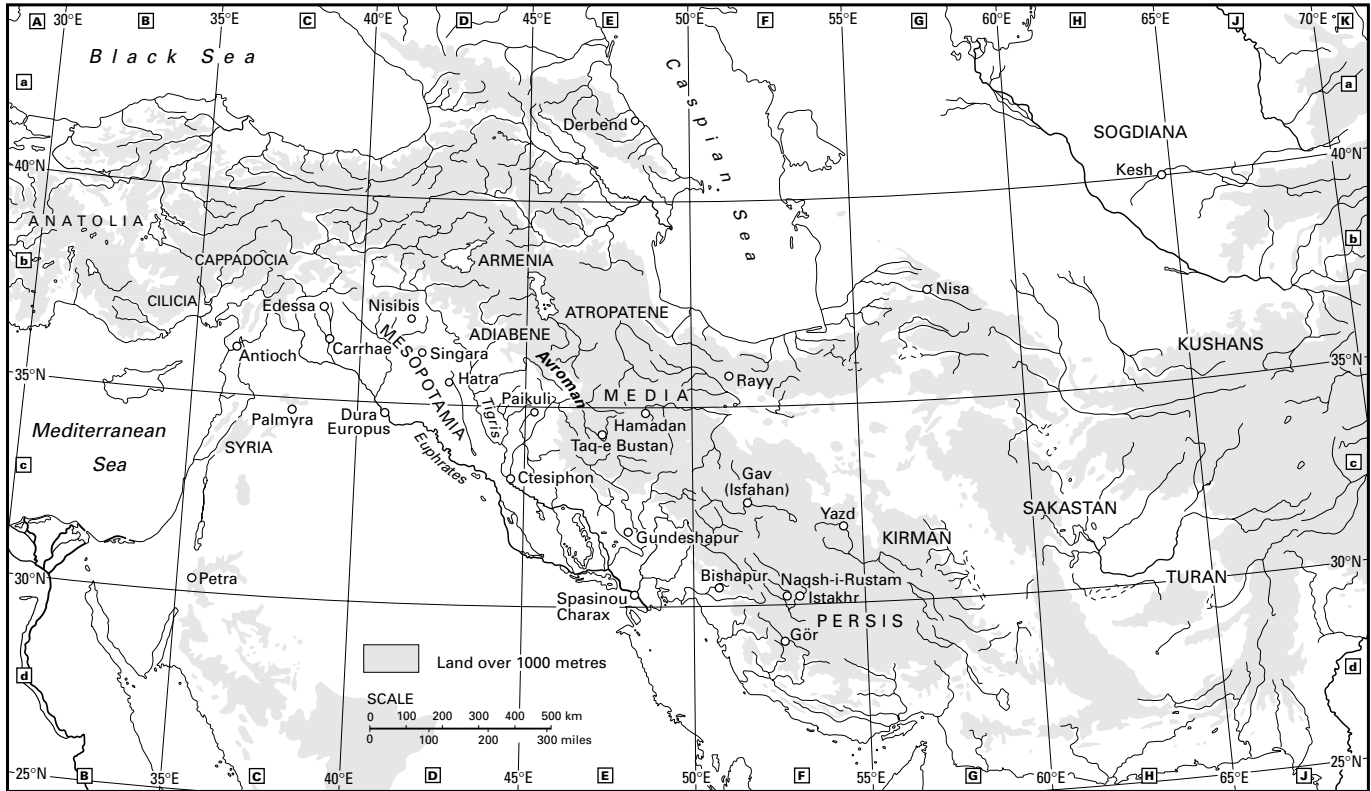 A 30°E B 35°E C 40°E D 45°E E 50°E F G 60°E H 65°E J 70°E K
Black Sea
a
a
Caspian Sea
Derbend
SOGDIANA
40°N
40°N
Kesh
ANATOLIA
b
b
CAPPADOCIA
ARMENIA
CILICIA
Edessa
Nisibis
ATROPATENE
Nisa
ADIABENE
MESOPOTAMIA
KUSHANS
Antioch
Carrhae
Singara
Avroman
35°N
35°N
Hatra
Rayy
Tigris
Paikuli
MEDIA
Palmyra
Dura
Europus
Hamadan
Mediterranean
Sea
Taq-e Bustan
SYRIA
Euphrates
c
c
Ctesiphon
Gav
(Isfahan)
Yazd
SAKASTAN
Gundeshapur
KIRMAN
30°N
30°N
Petra
Bishapur
Naqsh-i-Rustam
Istakhr
TURAN
Spasinou
Charax
PERSIS
Gör
Land over 1000 metres
d
d
SCALE
0 100 200 300 400 500 km
0 100 200 300 miles
25°N
25°N
B 35°E C 40°E D 45°E E 50°E F 55°E G 60°E H 65°E J